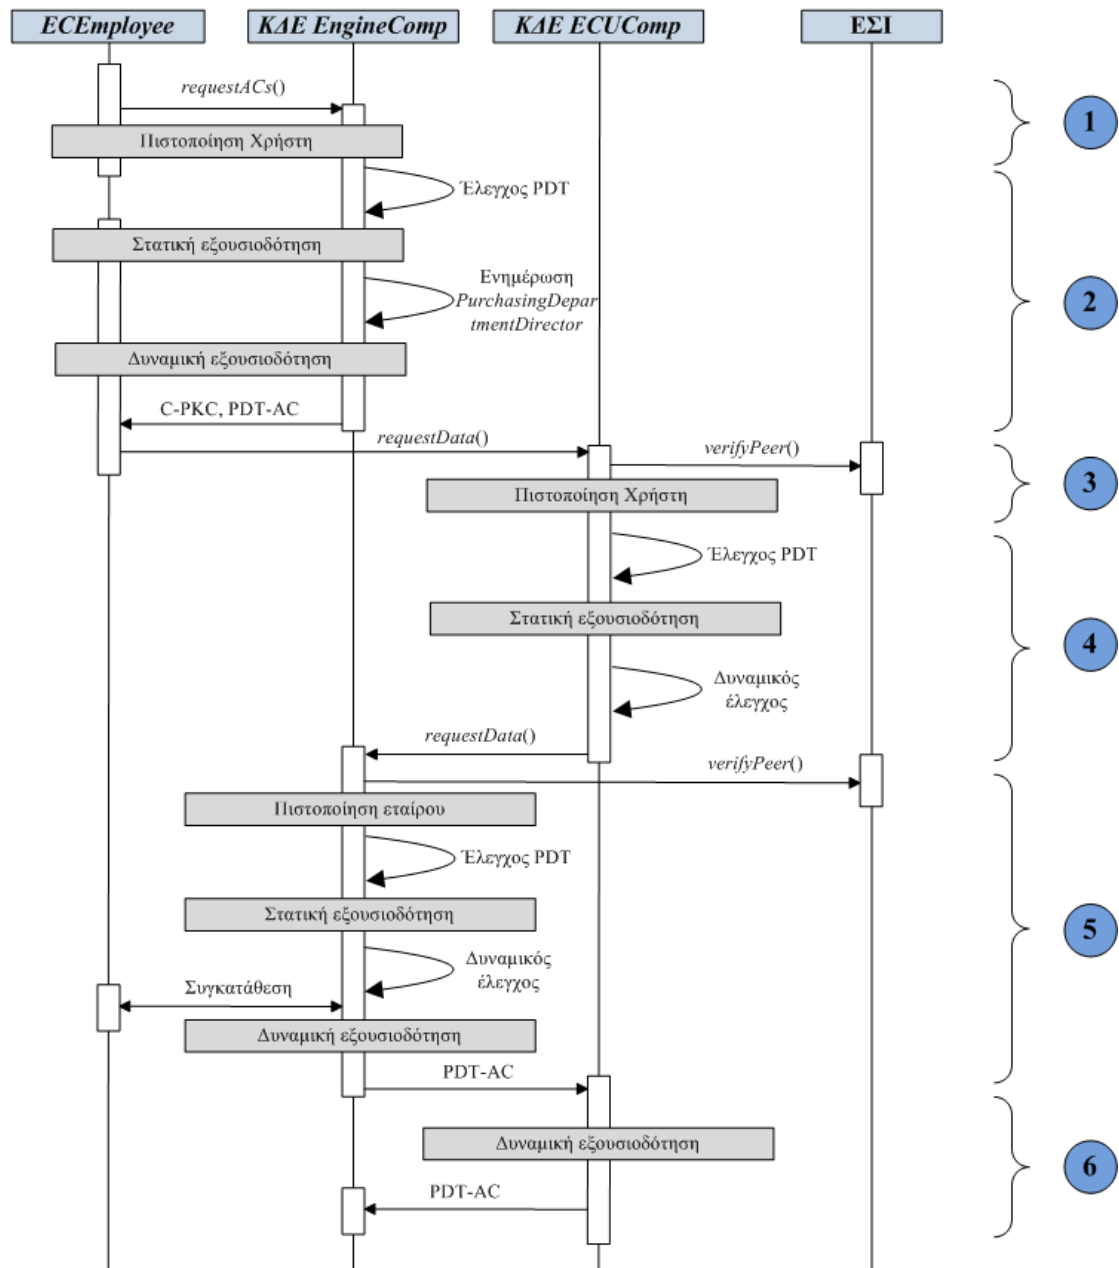 ECEmployee
ΚΔΕ EngineComp
ΚΔΕ ECUComp
ΕΣΙ
requestACs()
1
Πιστοποίηση Χρήστη
Έλεγχος PDT
Στατική εξουσιοδότηση
Ενημέρωση
PurchasingDepar
tmentDirector
2
Δυναμική εξουσιοδότηση
C-PKC, PDT-AC
requestData()
verifyPeer()
3
Πιστοποίηση Χρήστη
Έλεγχος PDT
Στατική εξουσιοδότηση
4
Δυναμικός
έλεγχος
requestData()
verifyPeer()
Πιστοποίηση εταίρου
Έλεγχος PDT
Στατική εξουσιοδότηση
5
Δυναμικός
έλεγχος
Συγκατάθεση
Δυναμική εξουσιοδότηση
PDT-AC
Δυναμική εξουσιοδότηση
6
PDT-AC